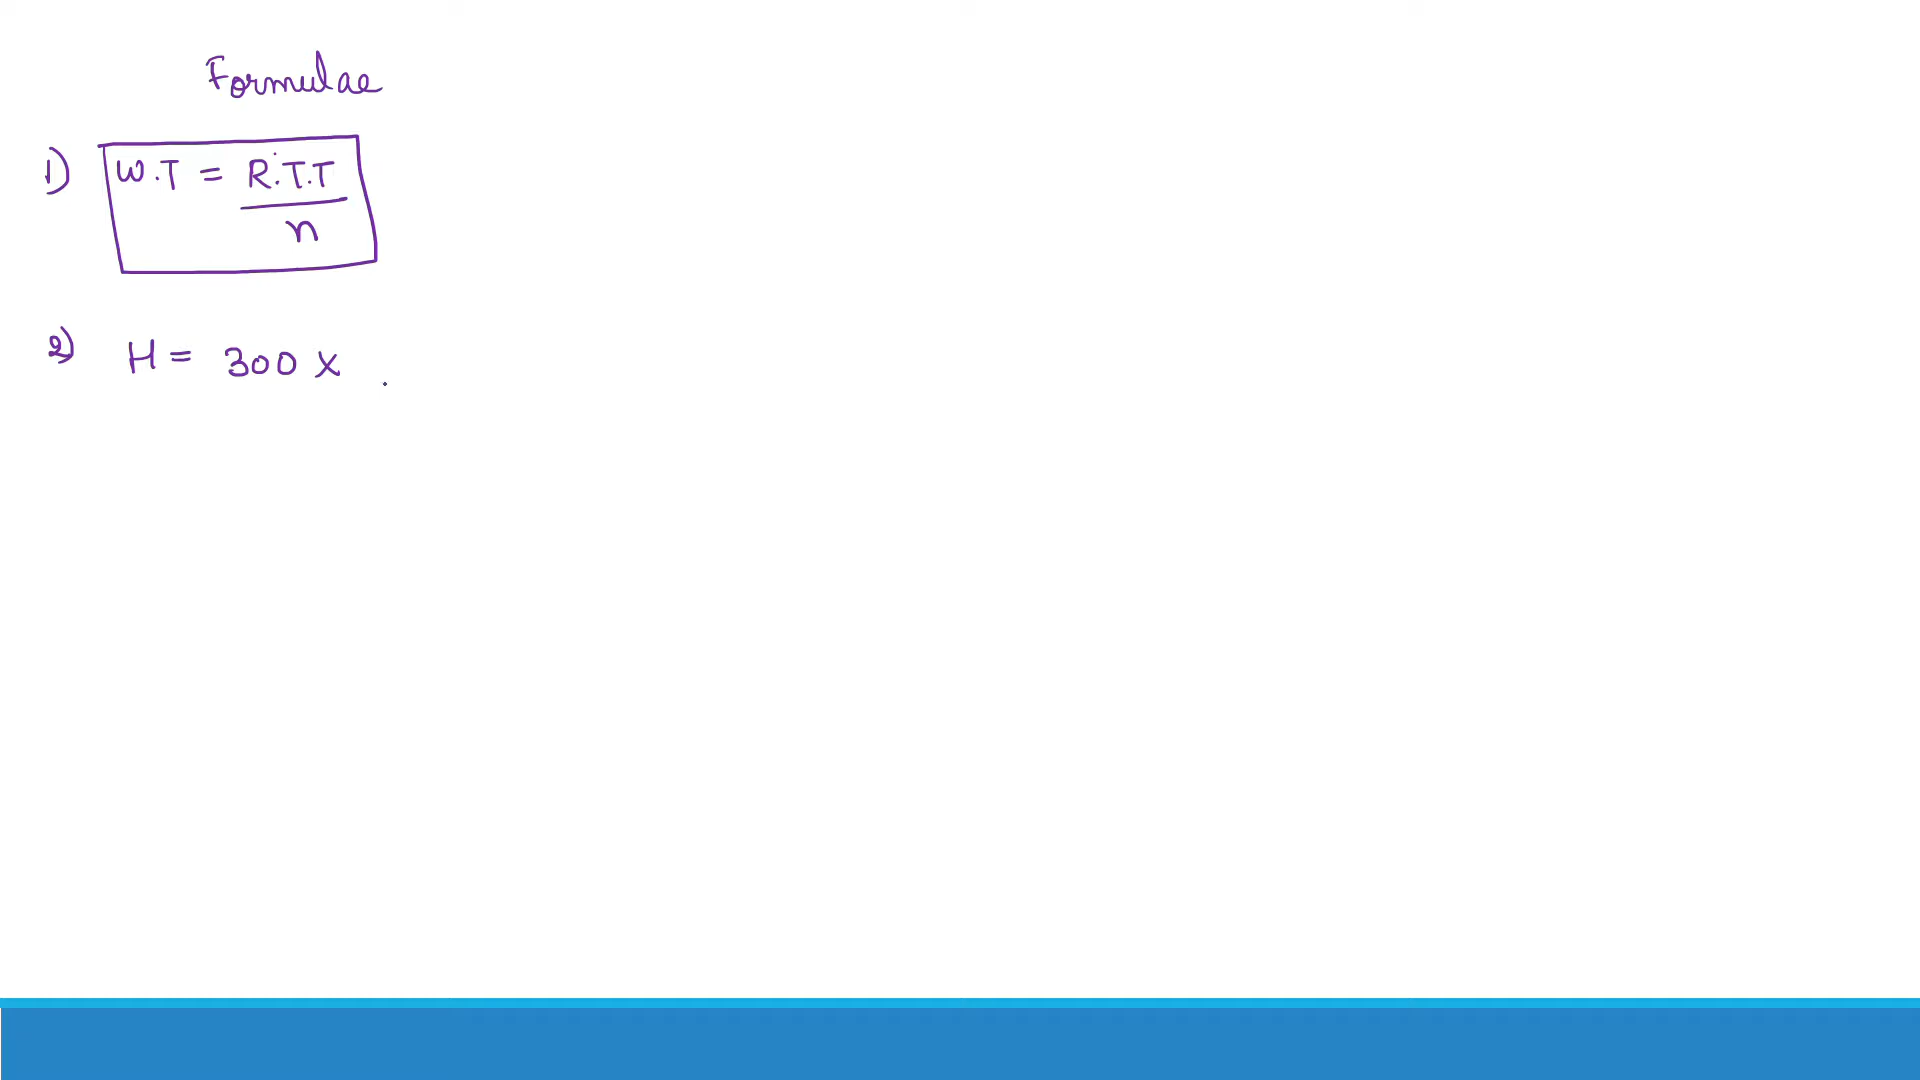 Formulae
1) W.T = R.T.T
n
2) H = 300 x